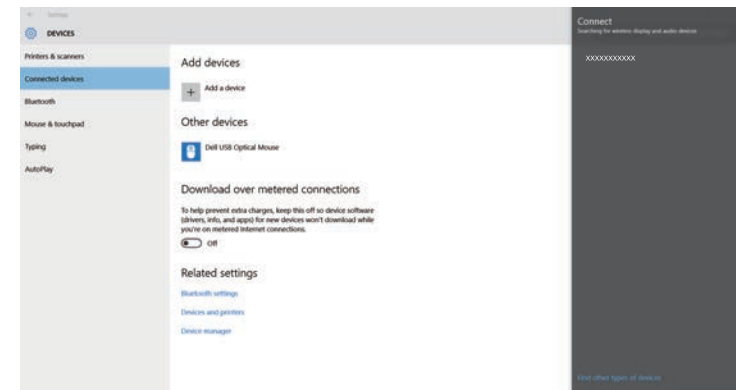 Settings
DEVICES
Printers & scanners
Connected devices
Bluetooth
Mouse & touchpad
Typing
AutoPlay
Add devices
Add a device
Other devices
Dell USB Optical Mouse
Download over metered connections
To help prevent extra charges, keep this off so device software
(drivers, info, and apps) for new devices won't download while
you're on metered Internet connections.
Off
Related settings
Bluetooth settings
Devices and printers
Device manager
Connect
Searching for wireless display and audio devices
XXXXXXXXXXX
Find other types of devices